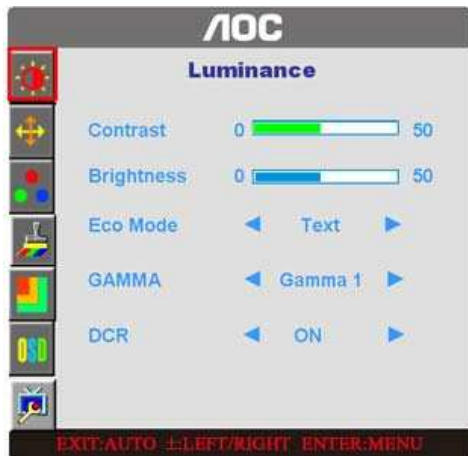 AOC
Luminance
Contrast 0 50
Brightness 0 50
Eco Mode Text
GAMMA Gamma 1
DCR ON
OSD
EXIT:AUTO ±:LEFT/RIGHT ENTER:MENU